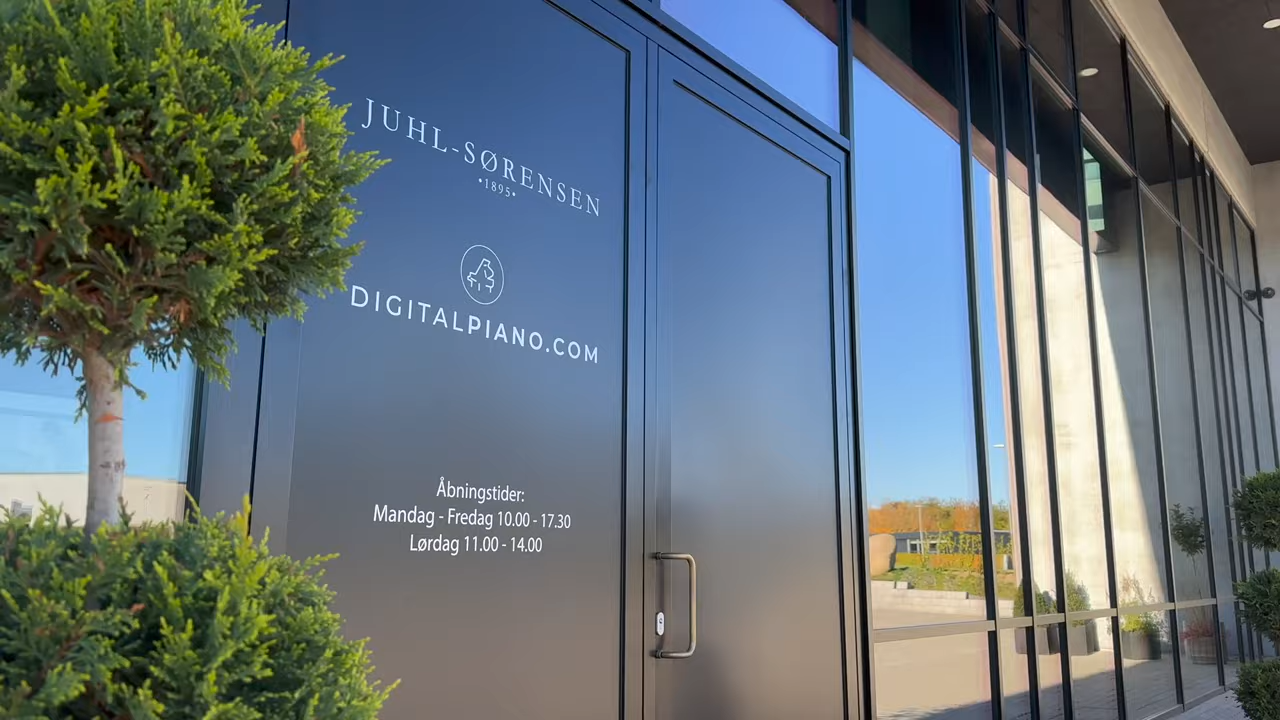 JUHL-SØRENSEN
•1895•
DIGITALPIANO.COM
Åbningstider:
Mandag - Fredag 10.00 - 17.30
Lørdag 11.00 - 14.00